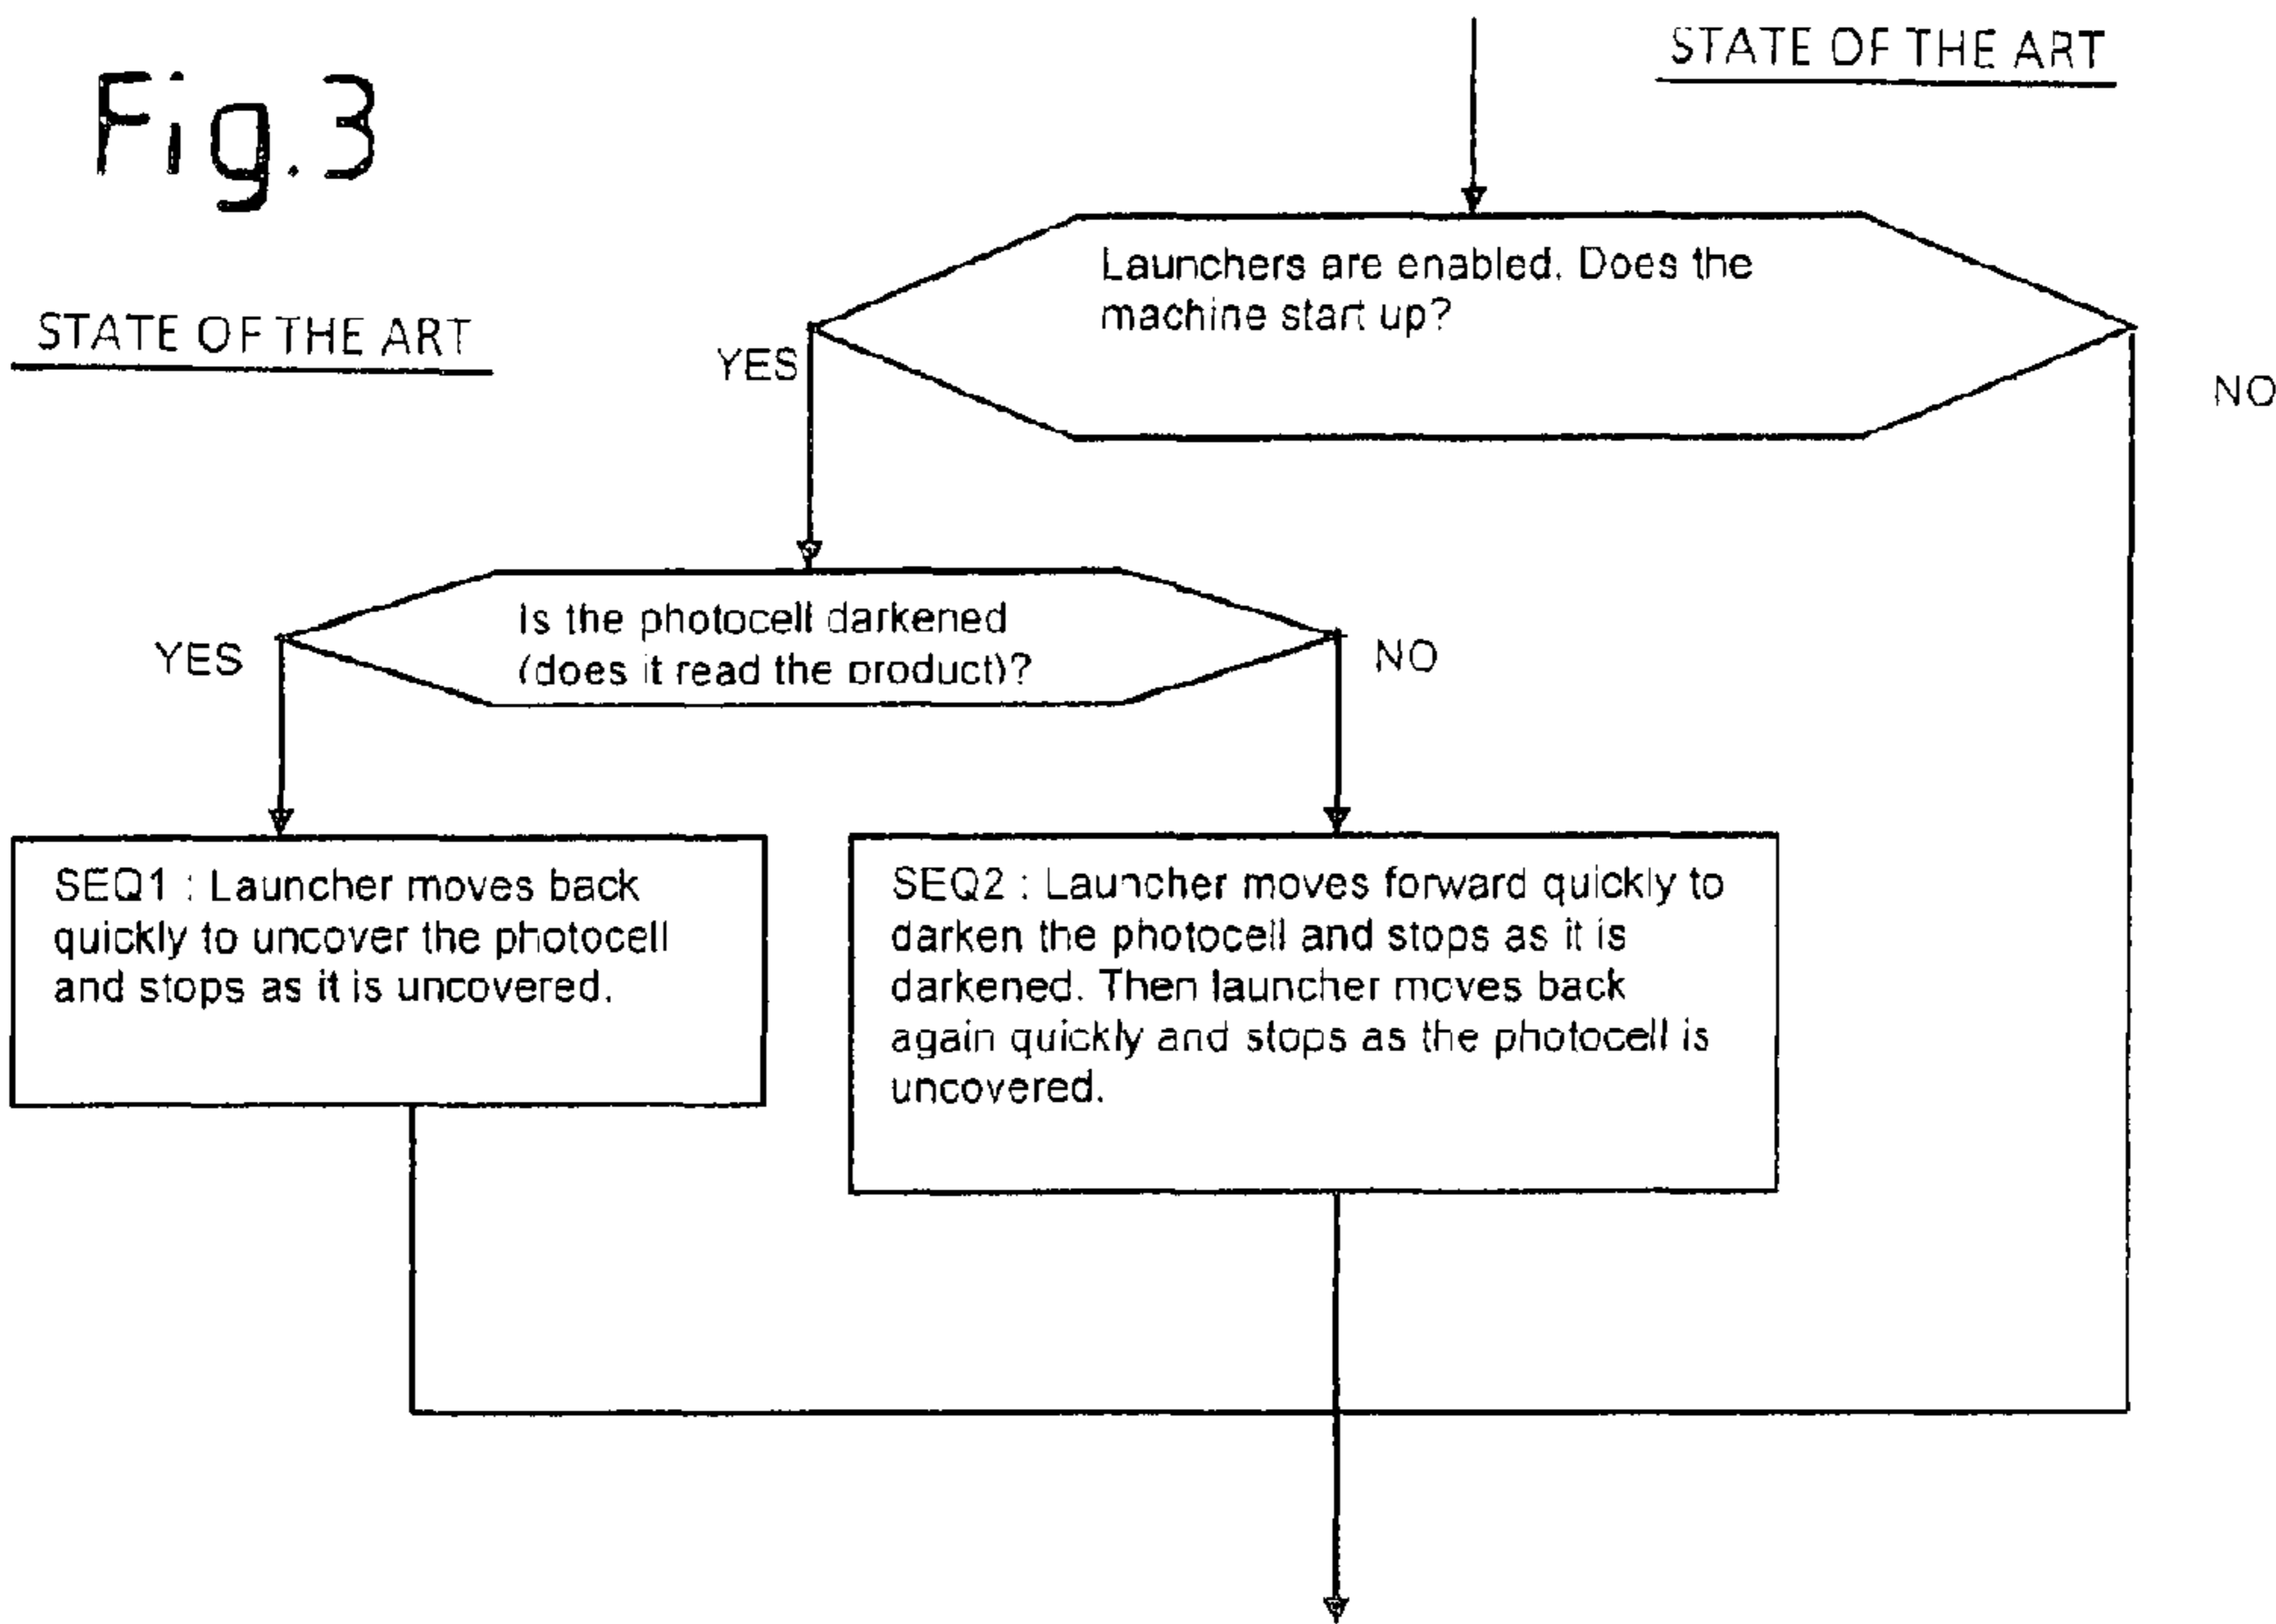 Fig.3
STATE OF THE ART
STATE OF THE ART
Launchers are enabled. Does the
machine start up?
YES
NO
Is the photocell darkened
(does it read the product)?
YES
NO
SEQ1 : Launcher moves back
quickly to uncover the photocell
and stops as it is uncovered.
SEQ2 : Launcher moves forward quickly to
darken the photocell and stops as it is
darkened. Then launcher moves back
again quickly and stops as the photocell is
uncovered.